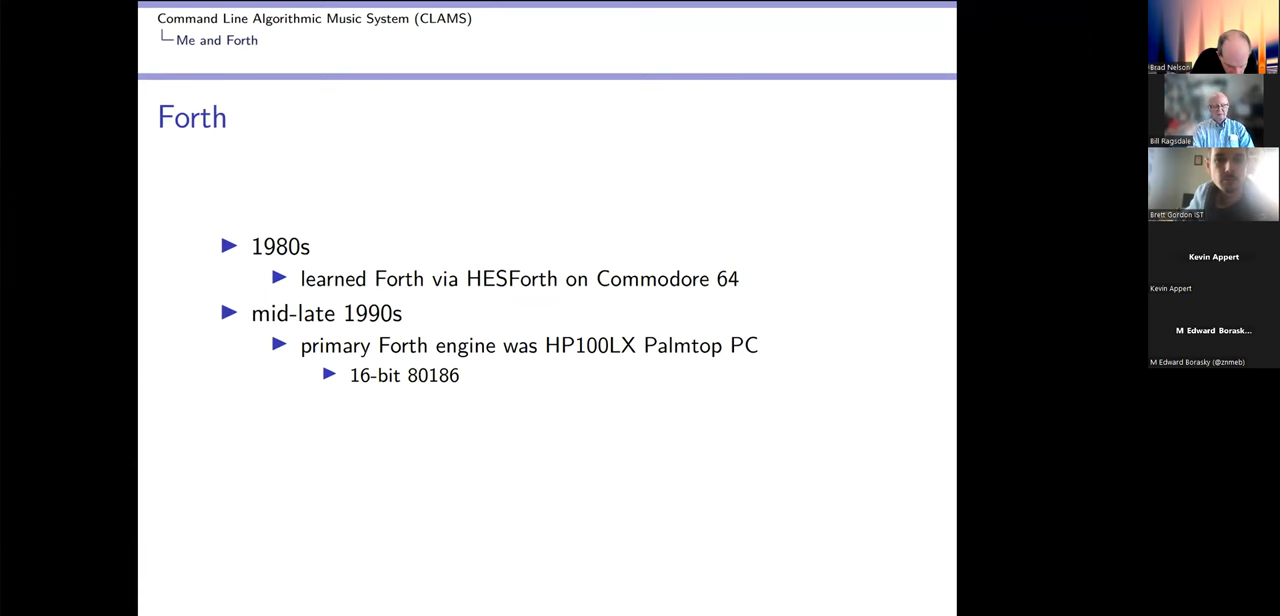 Command Line Algorithmic Music System (CLAMS)
Me and Forth
Forth
1980s
learned Forth via HESForth on Commodore 64
mid-late 1990s
primary Forth engine was HP100LX Palmtop PC
16-bit 80186
Brad Nelson
Bill Ragsdale
Brett Gordon IST
Kevin Appert
Kevin Appert
M Edward Borask...
M Edward Borasky (@znmeb)